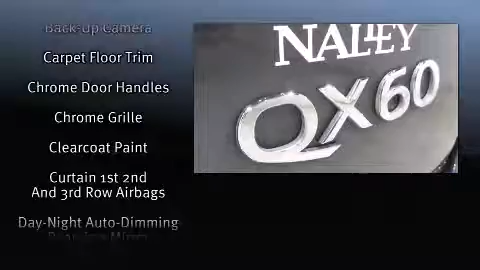 Back-Up Camera
Carpet Floor Trim
Chrome Door Handles
Chrome Grille
Clearcoat Paint
Curtain 1st 2nd
And 3rd Row Airbags
Day-Night Auto-Dimming
NALLEY
QX60